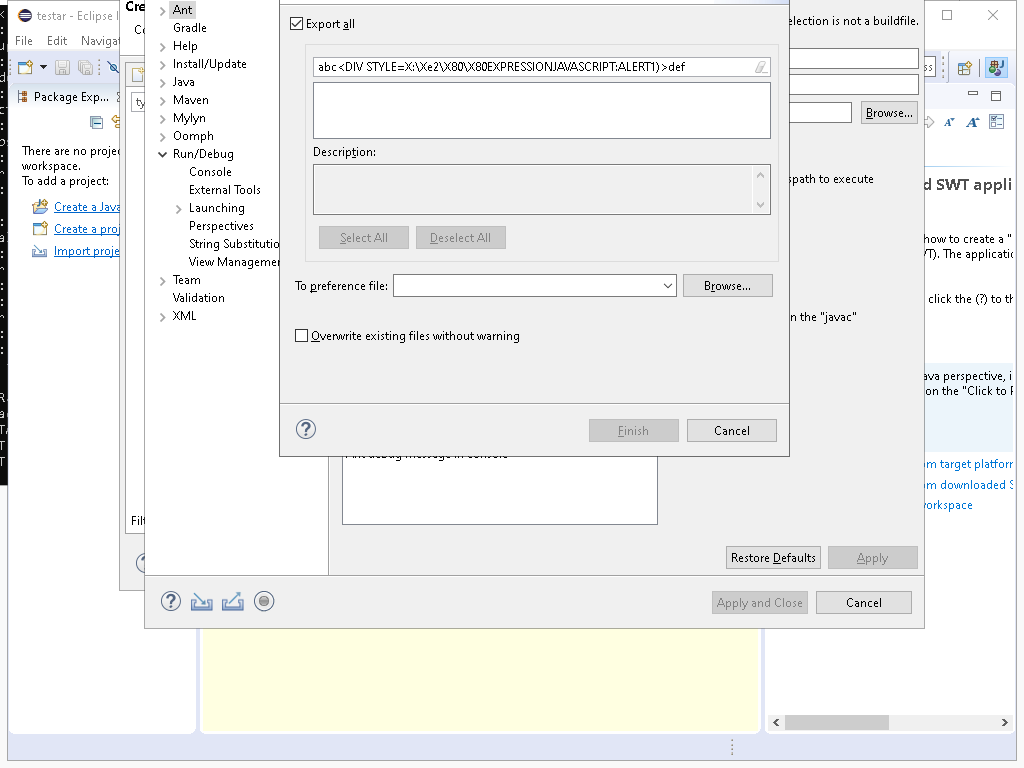 testar - Eclipse I
File Edit Navigat
Package Exp...
There are no projec
workspace.
To add a project:
Create a Java
Create a proj
Import proje
Cre
Filt
Ant
Gradle
Help
Install/Update
Java
Maven
Mylyn
Oomph
Run/Debug
Console
External Tools
Launching
Perspectives
String Substitutio
View Managemen
Team
Validation
XML
Export all
abc<DIV STYLE=X:\Xe2\X80\X80EXPRESSIONJAVASCRIPT;ALERT1)>def
Description:
Select All Deselect All
To preference file: Browse...
Overwrite existing files without warning
Finish Cancel
election is not a buildfile.
Browse...
spath to execute
n the "javac"
Restore Defaults Apply
Apply and Close Cancel
d SWT appli
how to create a "
VT). The applicatio
click the (?) to th
ava perspective, i
on the "Click to P
om target platform
om downloaded S
vorkspace